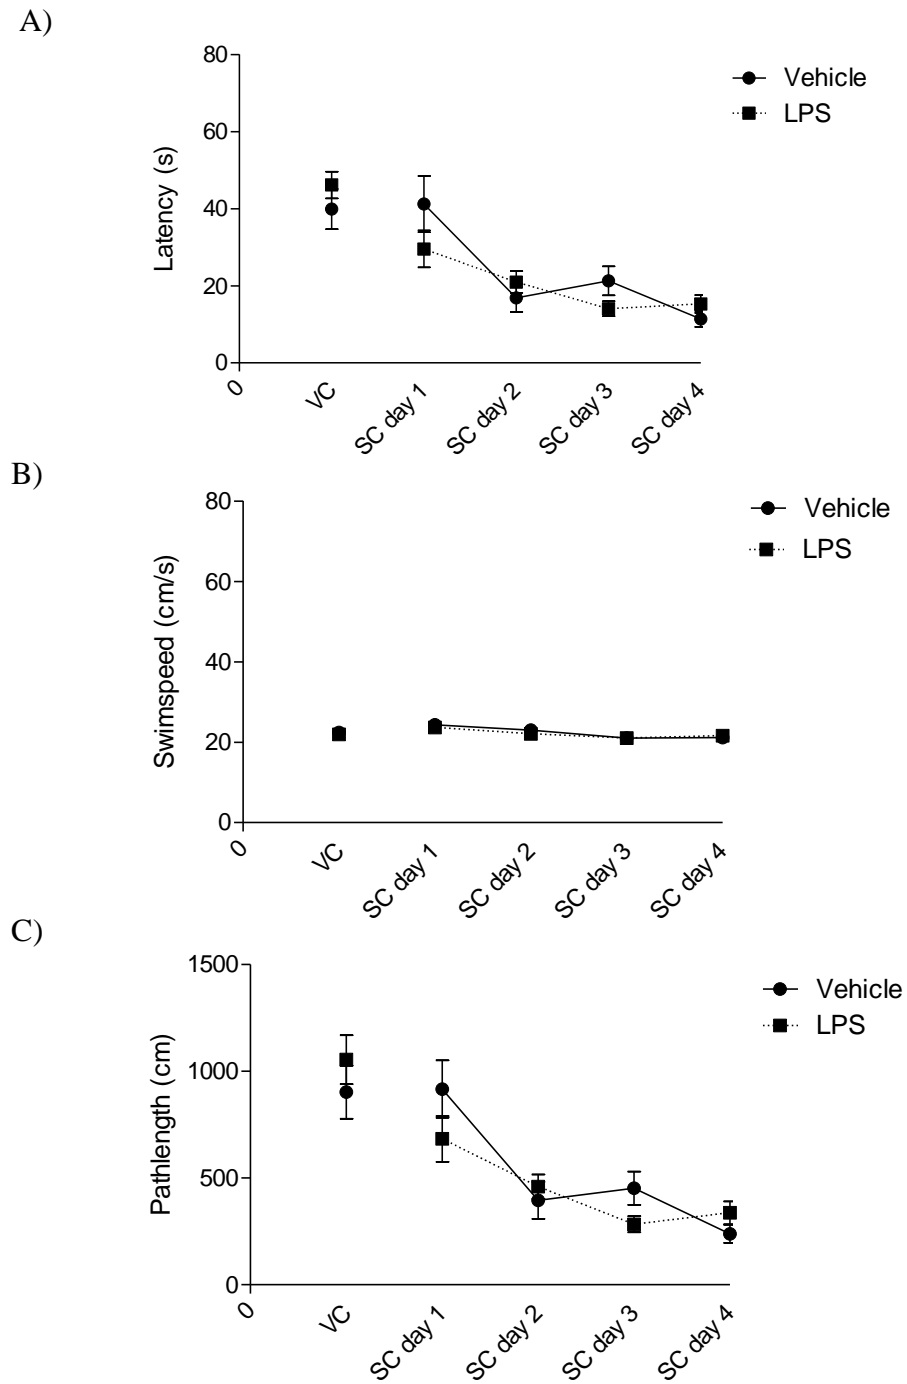 A)
80
60
40
20
0
Latency (s)
Vehicle
LPS
0
VC
SC day 1
SC day 2
SC day 3
SC day 4
B)
80
60
40
20
0
Swimspeed (cm/s)
Vehicle
LPS
0
VC
SC day 1
SC day 2
SC day 3
SC day 4
C)
1500
1000
500
0
Pathlength (cm)
Vehicle
LPS
0
VC
SC day 1
SC day 2
SC day 3
SC day 4